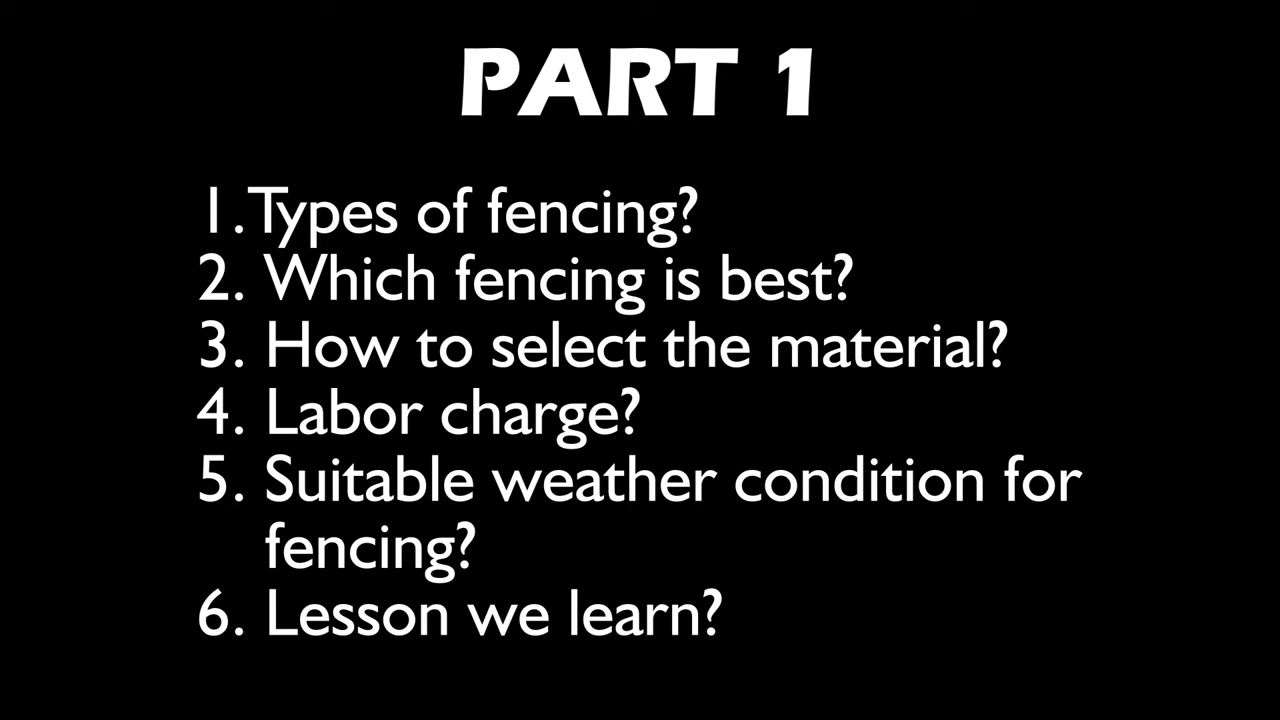 PART 1
1. Types of fencing?
2. Which fencing is best?
3. How to select the material?
4. Labor charge?
5. Suitable weather condition for
fencing?
6. Lesson we learn?